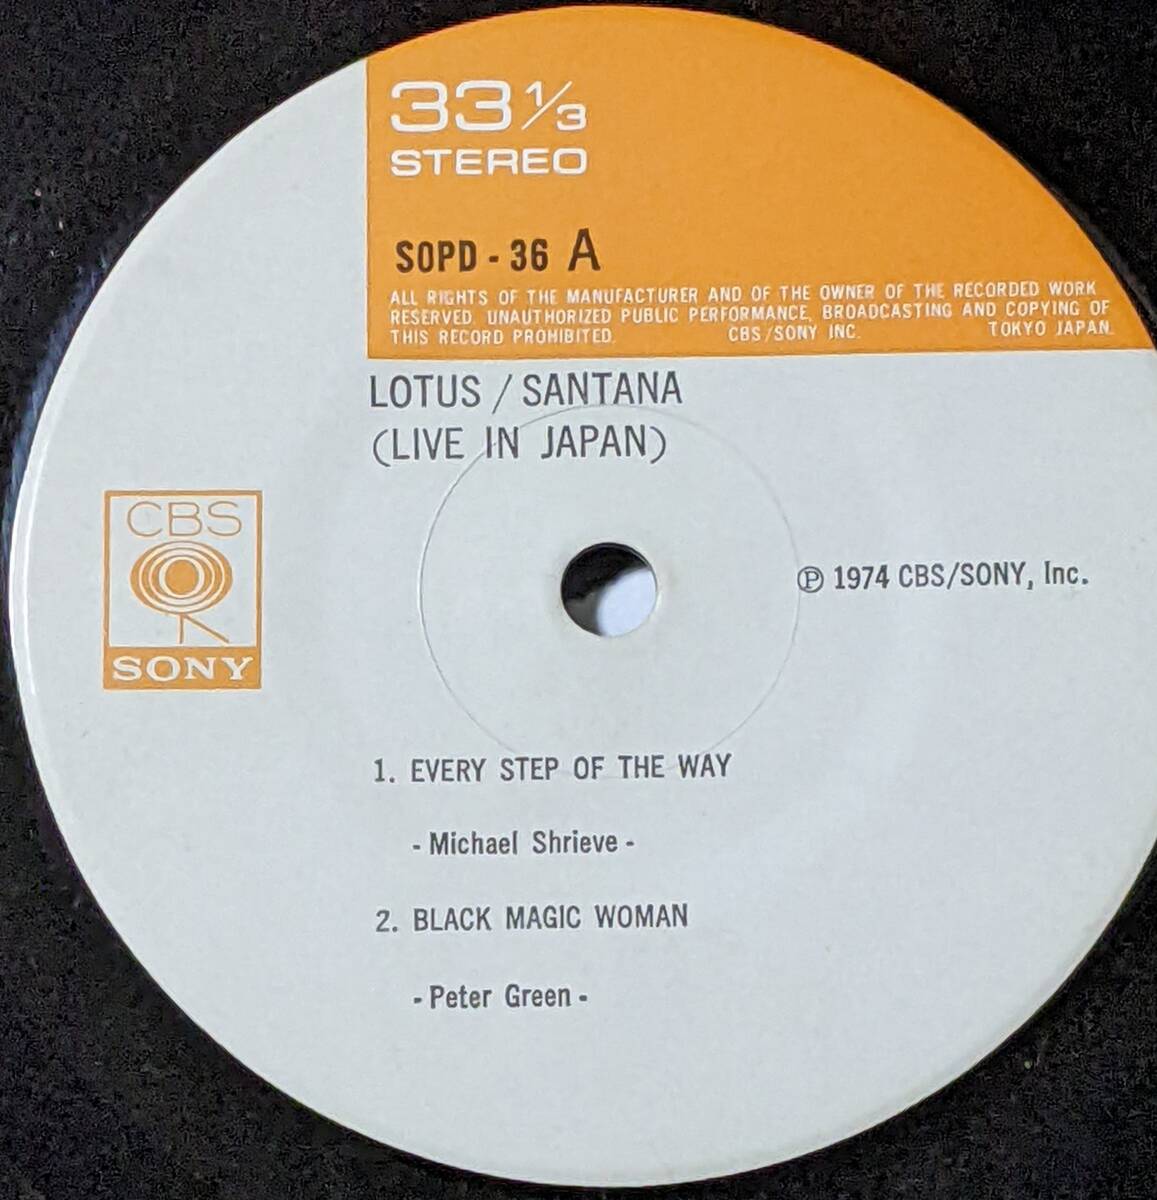 33 1/3
STEREO
SOPD - 36 A
ALL RIGHTS OF THE MANUFACTURER AND OF THE OWNER OF THE RECORDED WORK
RESERVED. UNAUTHORIZED PUBLIC PERFORMANCE, BROADCASTING AND COPYING OF
THIS RECORD PROHIBITED. CBS/SONY INC. TOKYO JAPAN.
LOTUS / SANTANA
(LIVE IN JAPAN)
CBS
SONY
℗ 1974 CBS/SONY, Inc.
1. EVERY STEP OF THE WAY
- Michael Shrieve -
2. BLACK MAGIC WOMAN
- Peter Green -